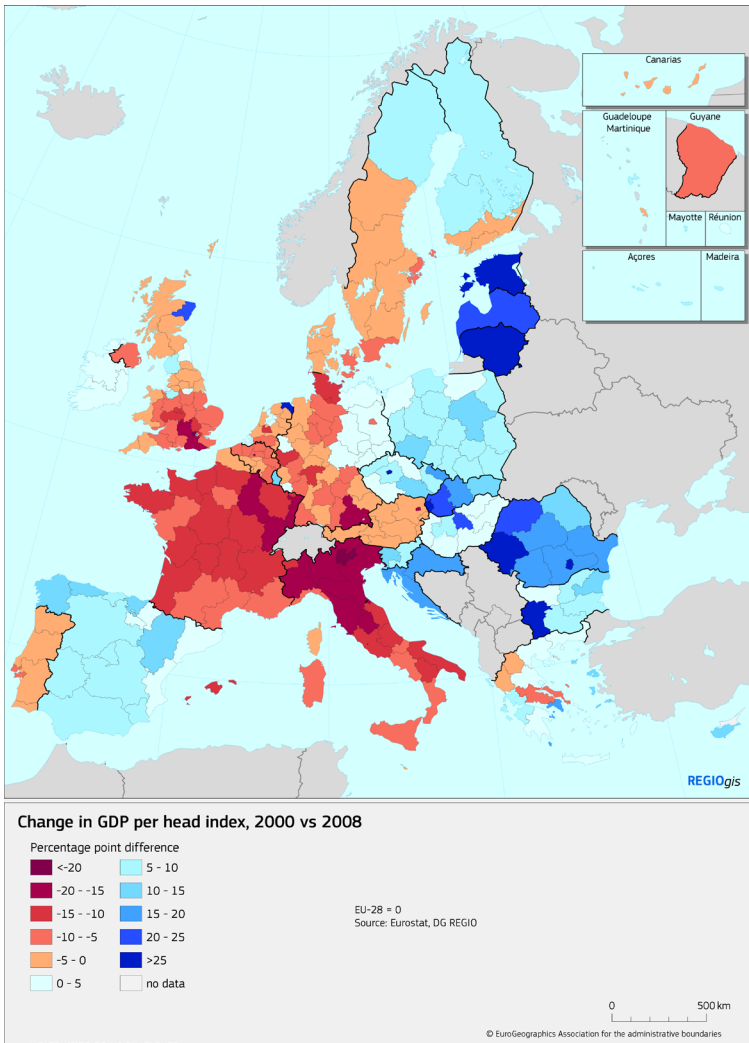 Canarias
Guadeloupe
Martinique
Guyane
Mayotte
Réunion
Açores
Madeira
REGIOgis
Change in GDP per head index, 2000 vs 2008
Percentage point difference
<-20
-20 - -15
-15 - -10
-10 - -5
-5 - 0
0 - 5
5 - 10
10 - 15
15 - 20
20 - 25
>25
no data
EU-28 = 0
Source: Eurostat, DG REGIO
0 500 km
© EuroGeographics Association for the administrative boundaries